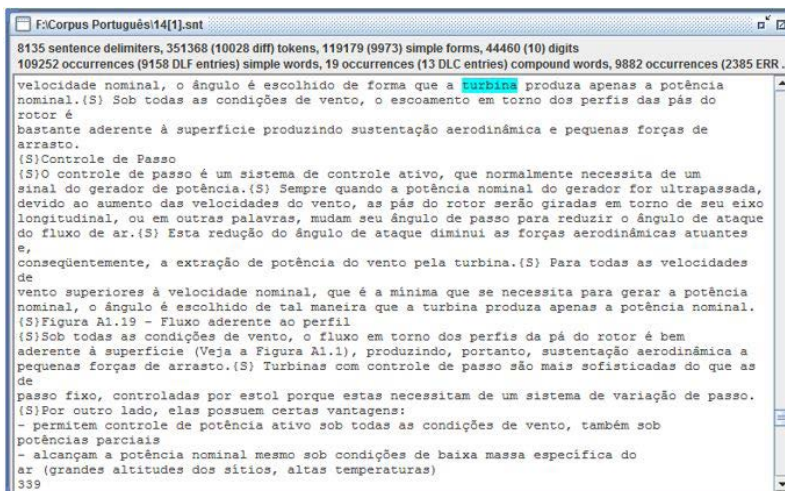 F:\Corpus Português\14[1].snt
8135 sentence delimiters, 351368 (10028 diff) tokens, 119179 (9973) simple forms, 44460 (10) digits
109252 occurrences (9158 DLF entries) simple words, 19 occurrences (13 DLC entries) compound words, 9882 occurrences (2385 ERR ..
velocidade nominal, o ângulo é escolhido de forma que a turbina produza apenas a potência
nominal.{S} Sob todas as condições de vento, o escoamento em torno dos perfis das pás do
rotor é
bastante aderente à superfície produzindo sustentação aerodinâmica e pequenas forças de
arrasto.
{S}Controle de Passo
{S}O controle de passo é um sistema de controle ativo, que normalmente necessita de um
sinal do gerador de potência.{S} Sempre quando a potência nominal do gerador for ultrapassada,
devido ao aumento das velocidades do vento, as pás do rotor serão giradas em torno de seu eixo
longitudinal, ou em outras palavras, mudam seu ângulo de passo para reduzir o ângulo de ataque
do fluxo de ar.{S} Esta redução do ângulo de ataque diminui as forças aerodinâmicas atuantes
e,
conseqüentemente, a extração de potência do vento pela turbina.{S} Para todas as velocidades
de
vento superiores à velocidade nominal, que é a mínima que se necessita para gerar a potência
nominal, o ângulo é escolhido de tal maneira que a turbina produza apenas a potência nominal.
{S}Figura A1.19 - Fluxo aderente ao perfil
{S}Sob todas as condições de vento, o fluxo em torno dos perfis da pá do rotor é bem
aderente à superfície (Veja a Figura A1.1), produzindo, portanto, sustentação aerodinâmica a
pequenas forças de arrasto.{S} Turbinas com controle de passo são mais sofisticadas do que as
de
passo fixo, controladas por estol porque estas necessitam de um sistema de variação de passo.
{S}Por outro lado, elas possuem certas vantagens:
- permitem controle de potência ativo sob todas as condições de vento, também sob
potências parciais
- alcançam a potência nominal mesmo sob condições de baixa massa específica do
ar (grandes altitudes dos sítios, altas temperaturas)
339